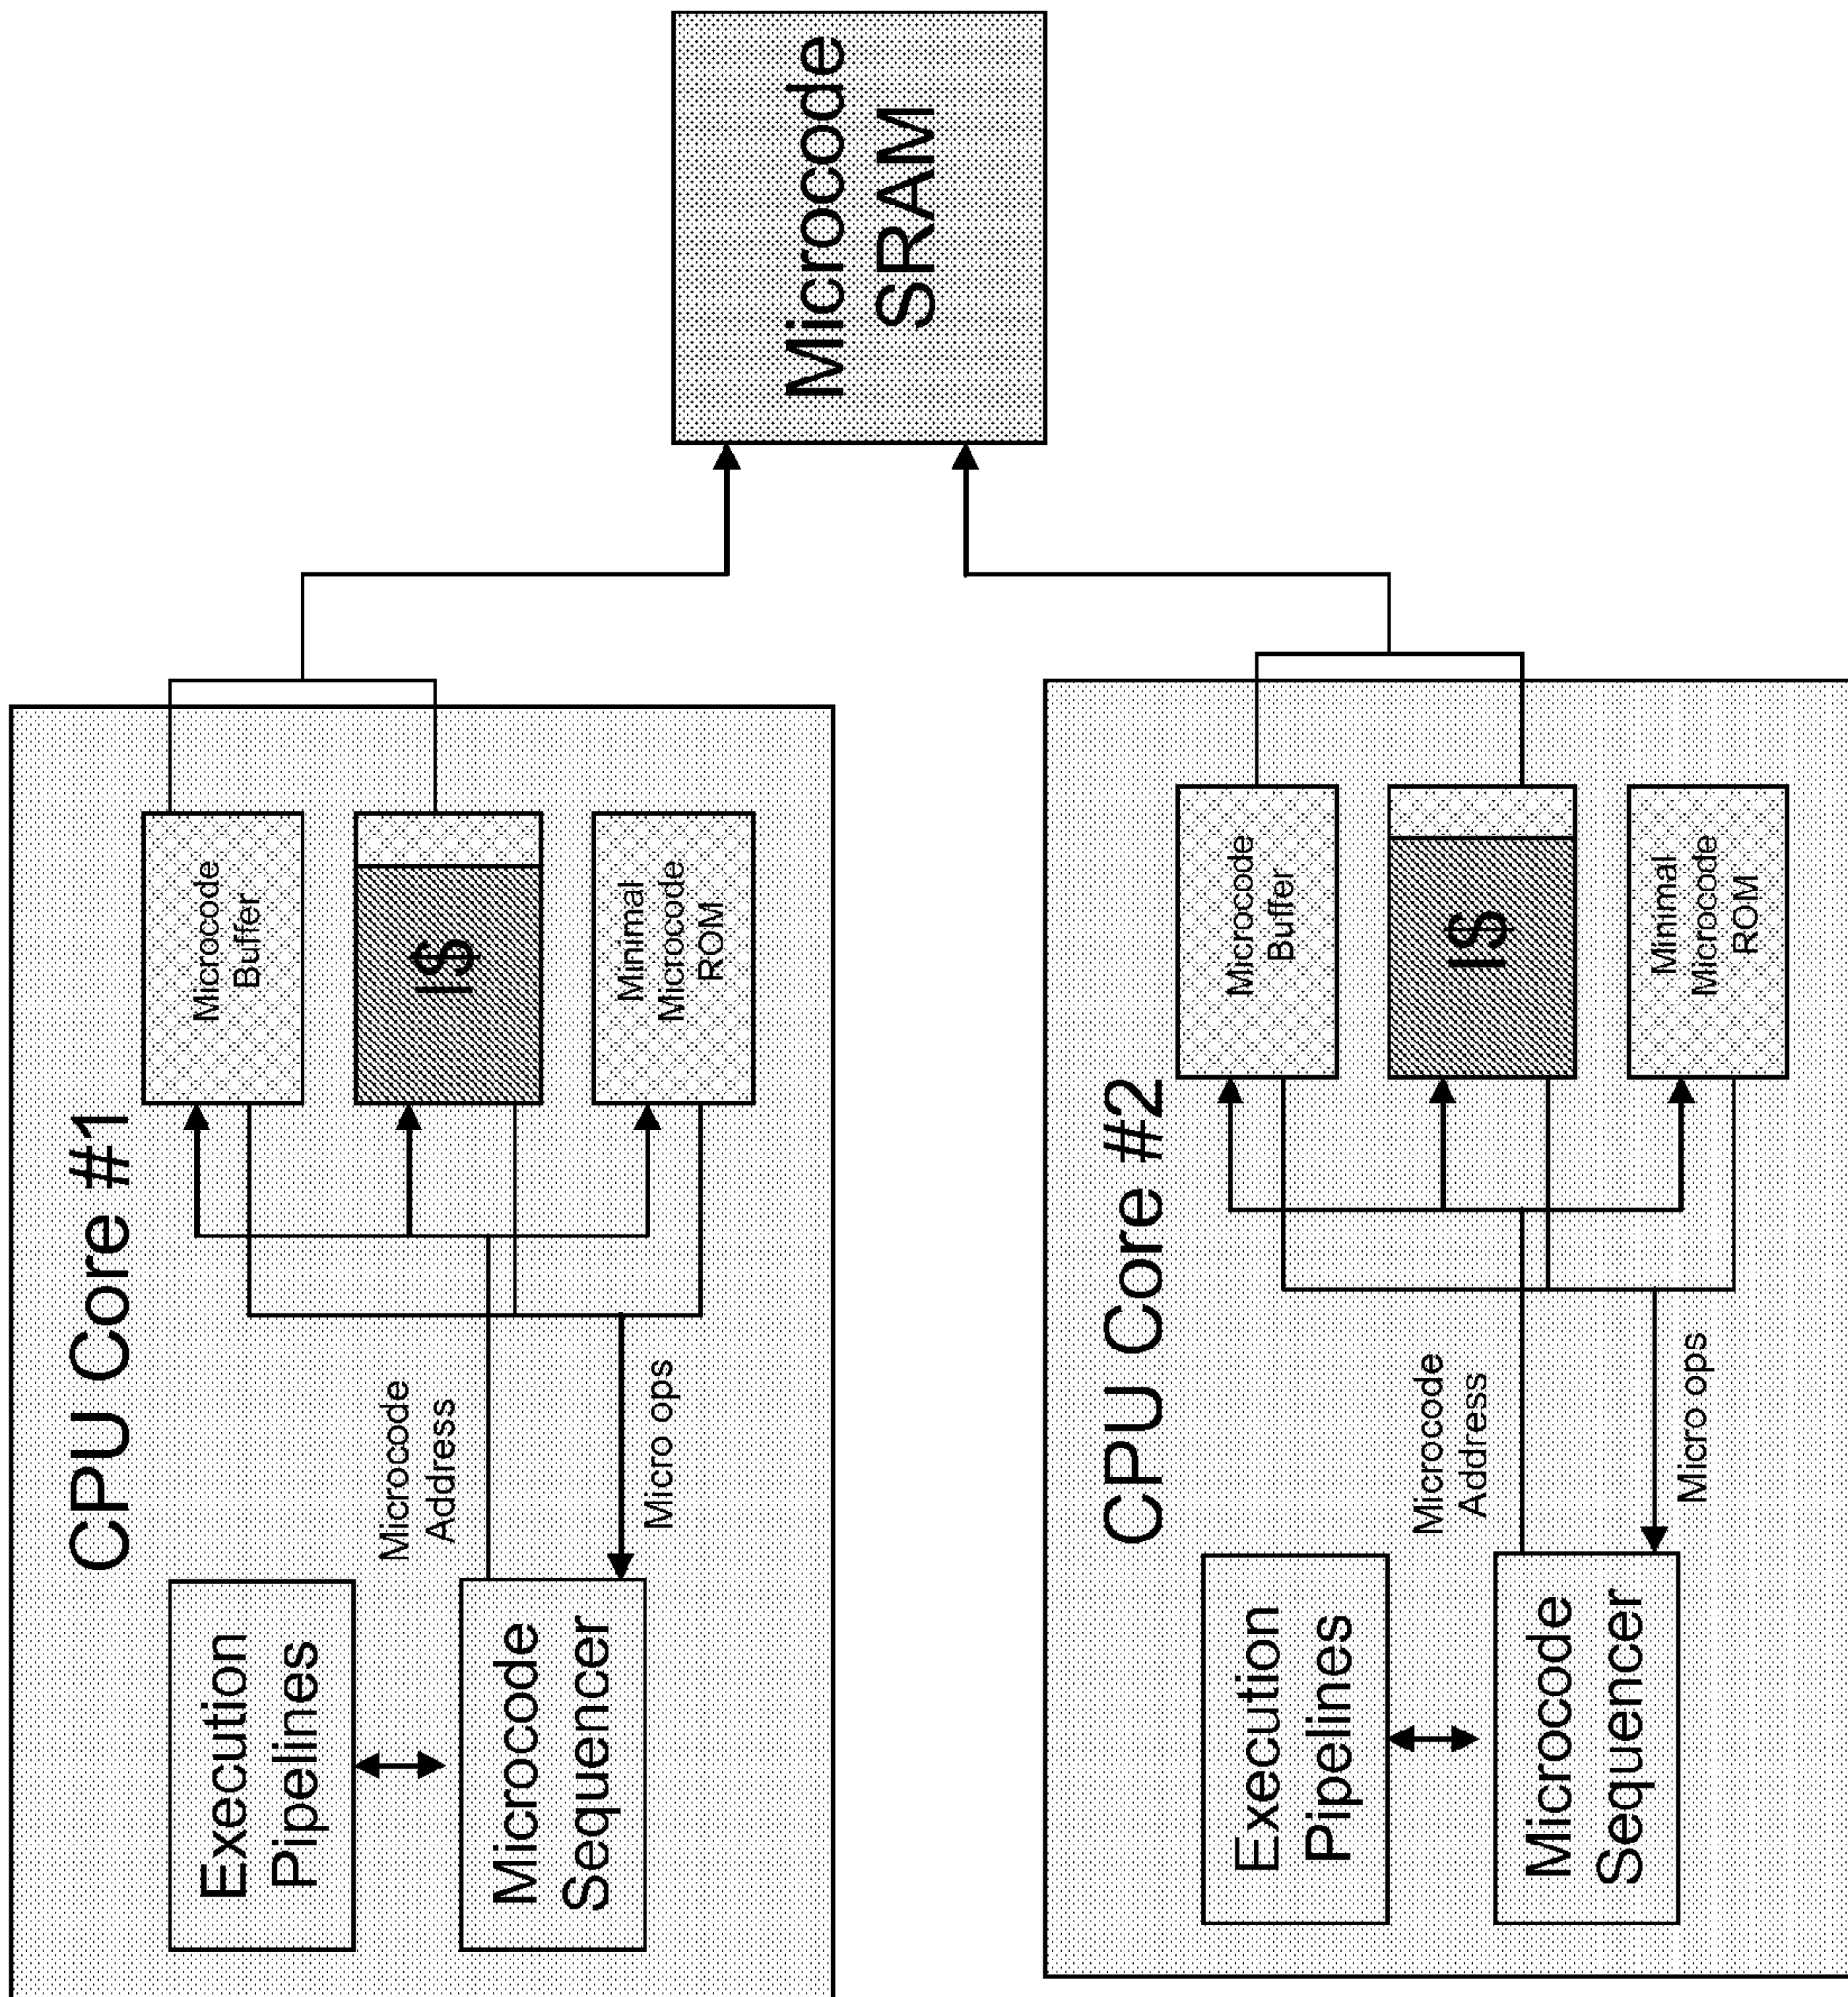 CPU Core #1
Execution
Pipelines
Microcode
Sequencer
Microcode
Address
Micro ops
Microcode
Buffer
I$
Minimal
Microcode
ROM
Microcode
SRAM
CPU Core #2
Execution
Pipelines
Microcode
Sequencer
Microcode
Address
Micro ops
Microcode
Buffer
I$
Minimal
Microcode
ROM